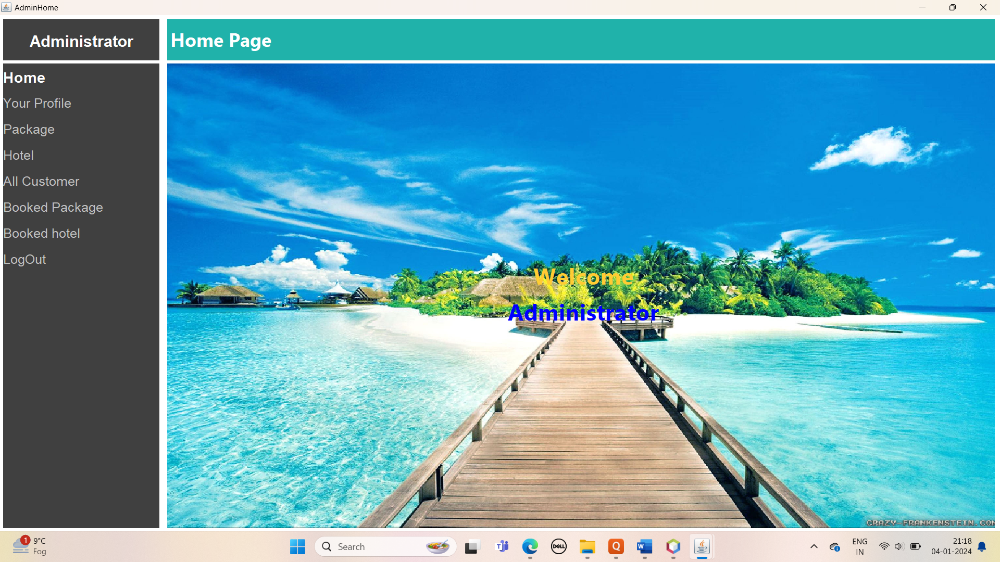 AdminHome
Administrator
Home Page
Home
Your Profile
Package
Hotel
All Customer
Booked Package
Booked hotel
LogOut
Welcome
Administrator
CRAZY-FRANKENSTEIN.COM
1
9°C
Fog
Search
T
DELL
Q
W
ENG
IN
21:18
04-01-2024